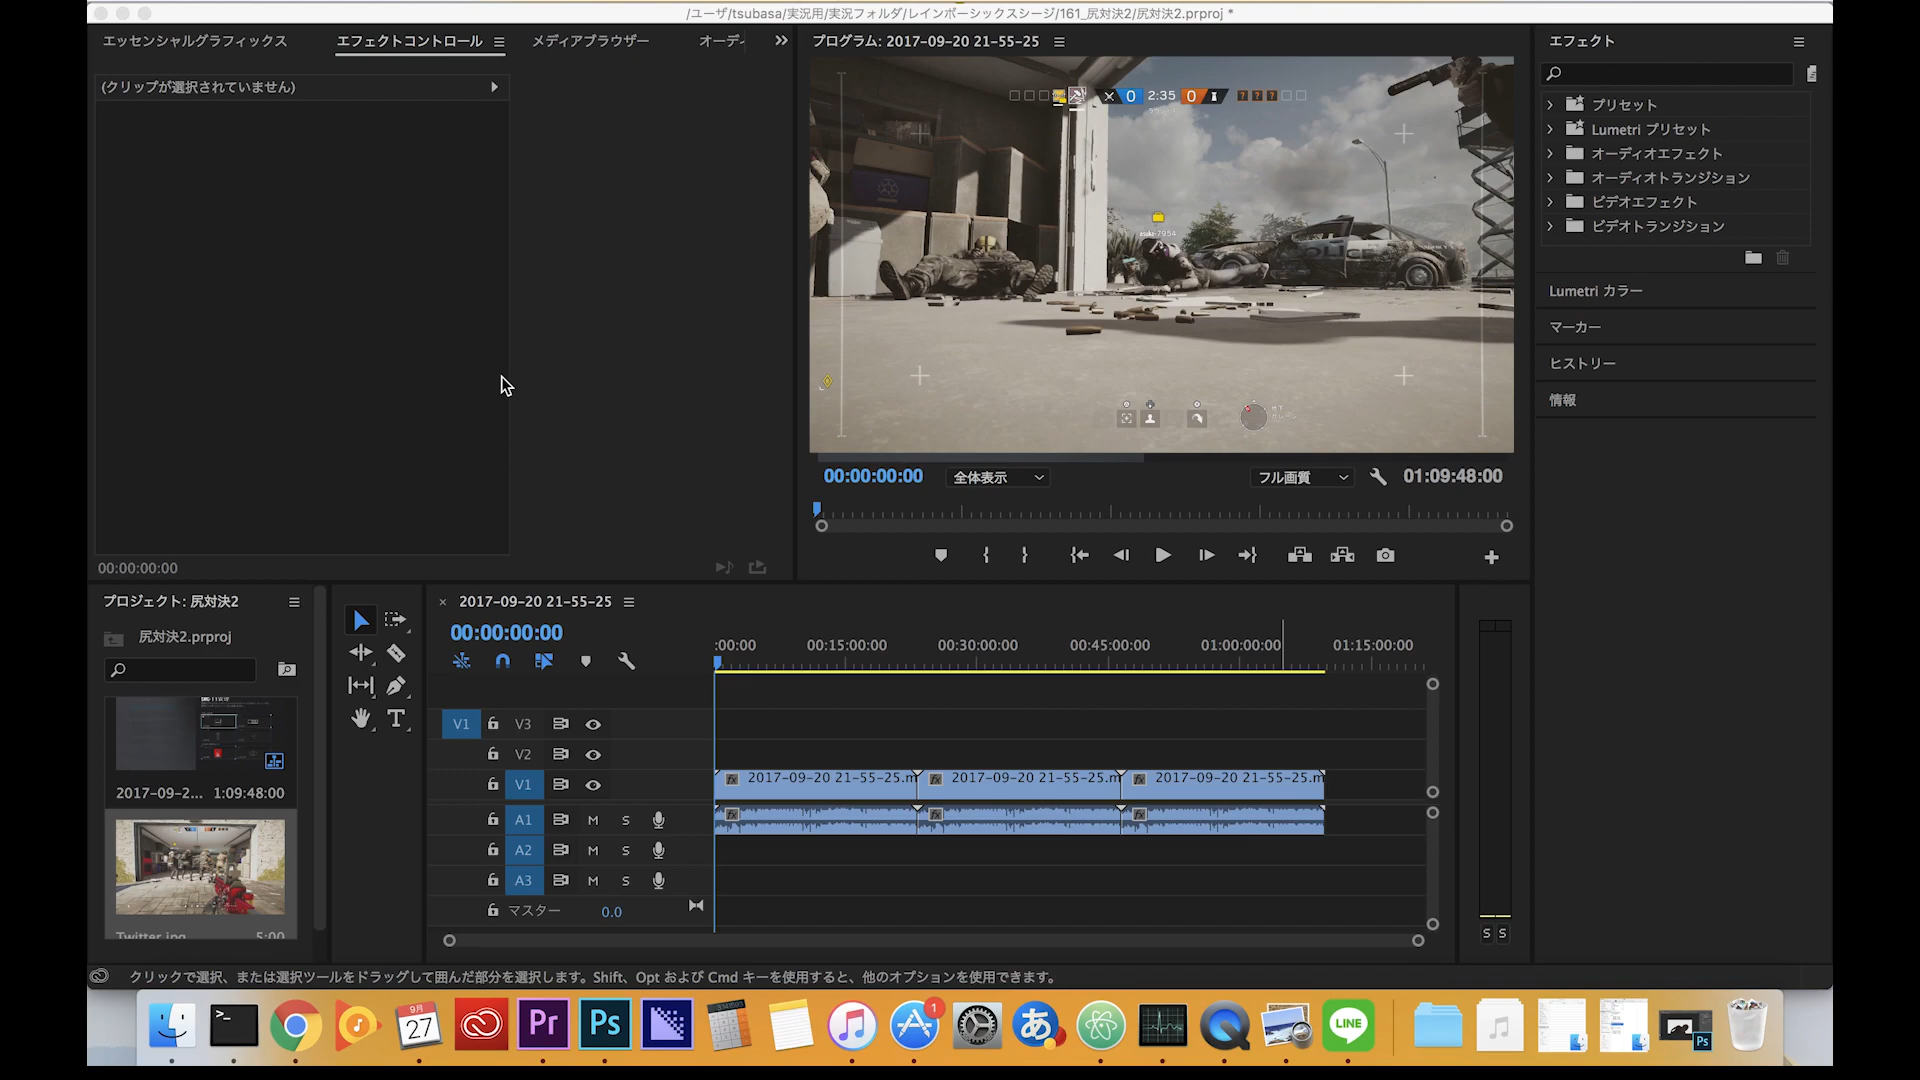 /ユーザ/tsubasa/実況用/実況フォルダ/レインボーシックスシージ/161_尻対決2/尻対決2.prproj *
エッセンシャルグラフィックス
エフェクトコントロール
メディアブラウザー
オーディ
プログラム: 2017-09-20 21-55-25
エフェクト
(クリップが選択されていません)
0 2:35 0
プリセット
Lumetri プリセット
オーディオエフェクト
オーディオトランジション
ビデオエフェクト
ビデオトランジション
asuka-7954
POLICE
Lumetri カラー
マーカー
ヒストリー
情報
00:00:00:00
全体表示
フル画質
01:09:48:00
00:00:00:00
プロジェクト: 尻対決2
尻対決2.prproj
2017-09-2... 1:09:48:00
Twitter.jpg 5:00
× 2017-09-20 21-55-25
00:00:00:00
:00:00 00:15:00:00 00:30:00:00 00:45:00:00 01:00:00:00 01:15:00:00
V1 V3
V2
V1 fx 2017-09-20 21-55-25.m fx 2017-09-20 21-55-25.m fx 2017-09-20 21-55-25.m
A1 M S fx fx fx
A2 M S
A3 M S
マスター 0.0
S S
クリックで選択、または選択ツールをドラッグして囲んだ部分を選択します。Shift、Opt および Cmd キーを使用すると、他のオプションを使用できます。
9月
27
Pr
Ps
1
あ
LINE
Ps